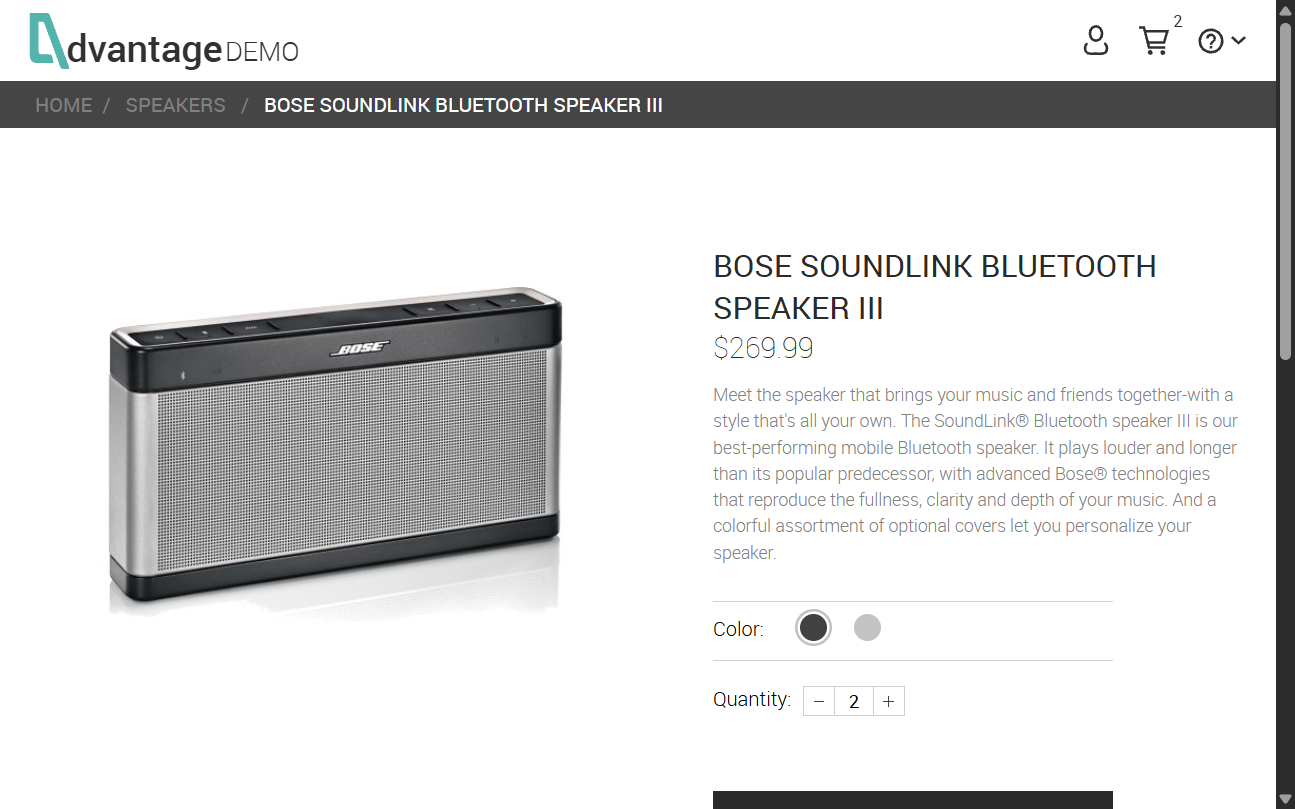 dvantage DEMO
2
HOME / SPEAKERS / BOSE SOUNDLINK BLUETOOTH SPEAKER III
BOSE
BOSE SOUNDLINK BLUETOOTH
SPEAKER III
$269.99
Meet the speaker that brings your music and friends together-with a
style that's all your own. The SoundLink® Bluetooth speaker III is our
best-performing mobile Bluetooth speaker. It plays louder and longer
than its popular predecessor, with advanced Bose® technologies
that reproduce the fullness, clarity and depth of your music. And a
colorful assortment of optional covers let you personalize your
speaker.
Color:
Quantity: − 2 +